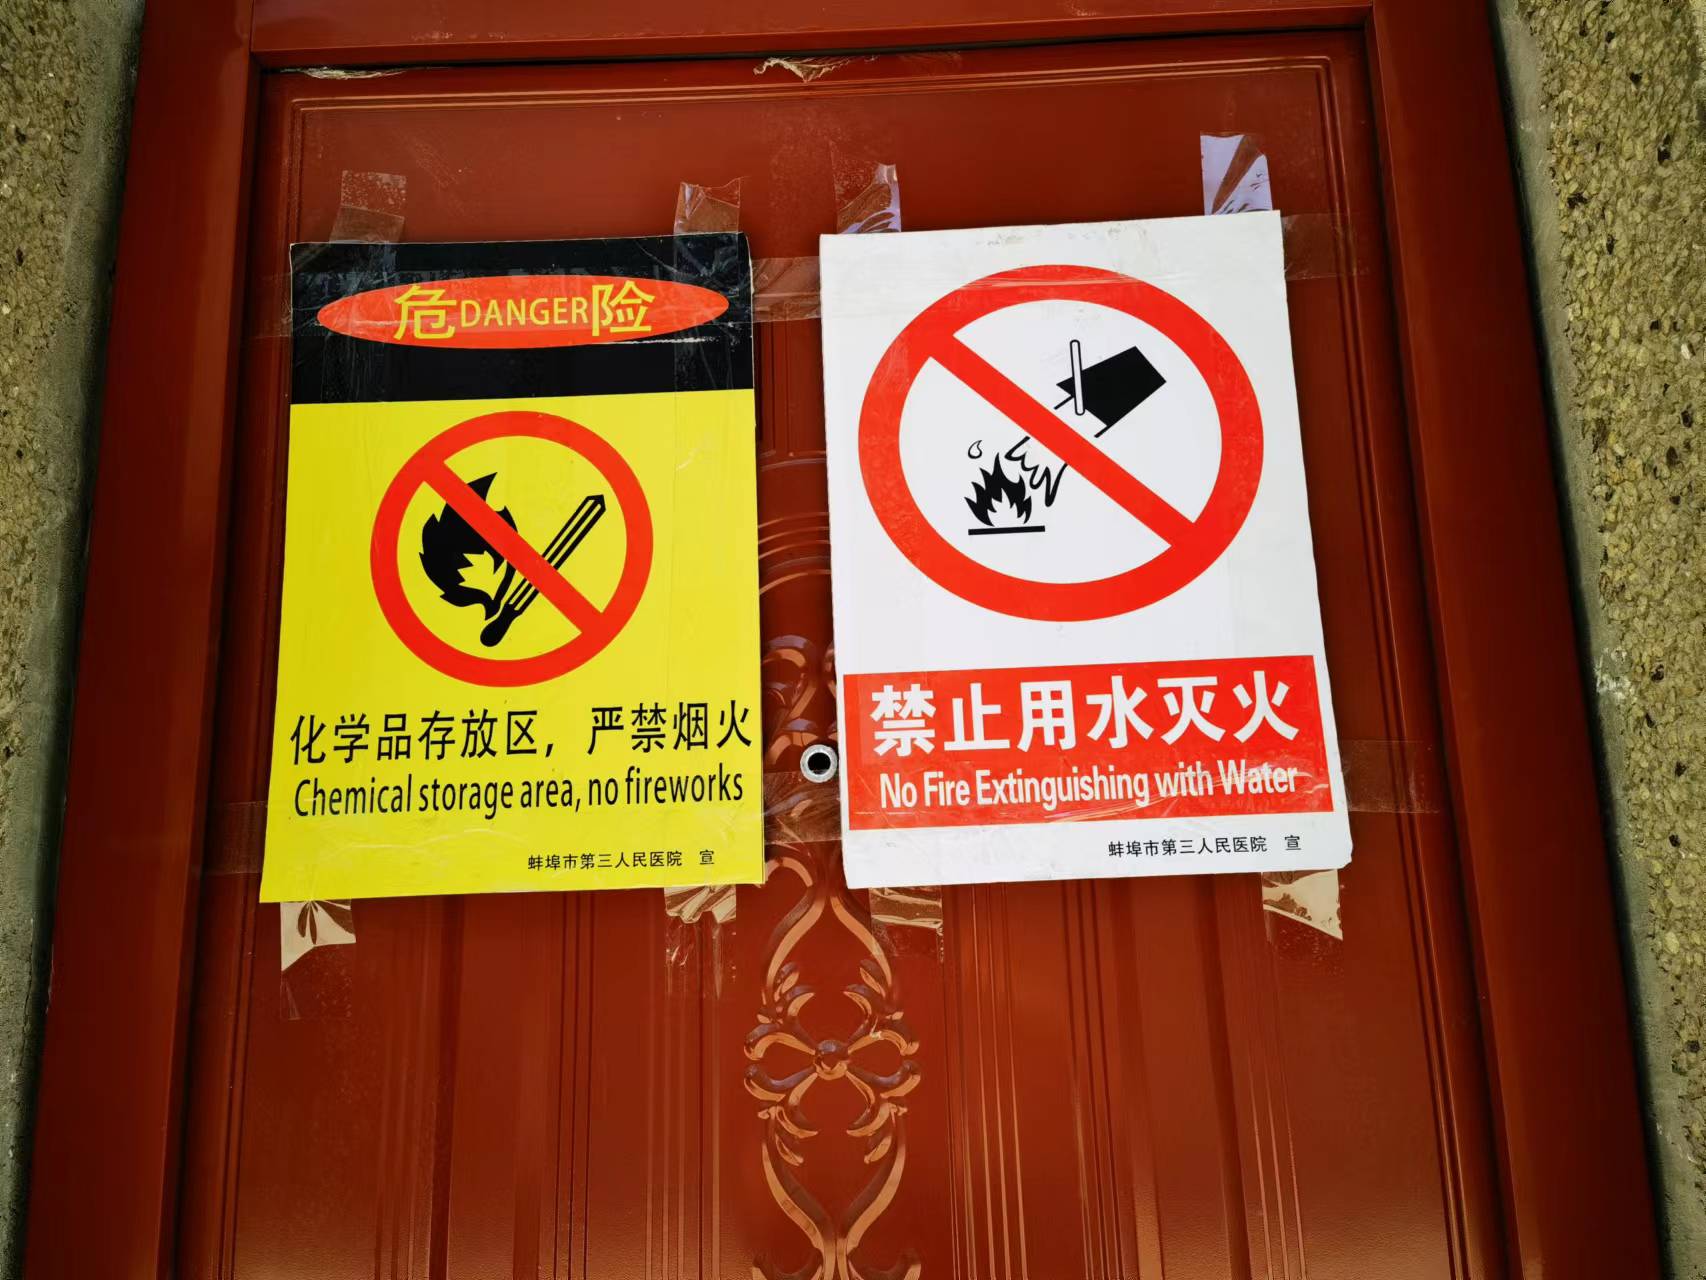 危DANGER险
化学品存放区，严禁烟火
Chemical storage area, no fireworks
蚌埠市第三人民医院 宣
禁止用水灭火
No Fire Extinguishing with Water
蚌埠市第三人民医院 宣